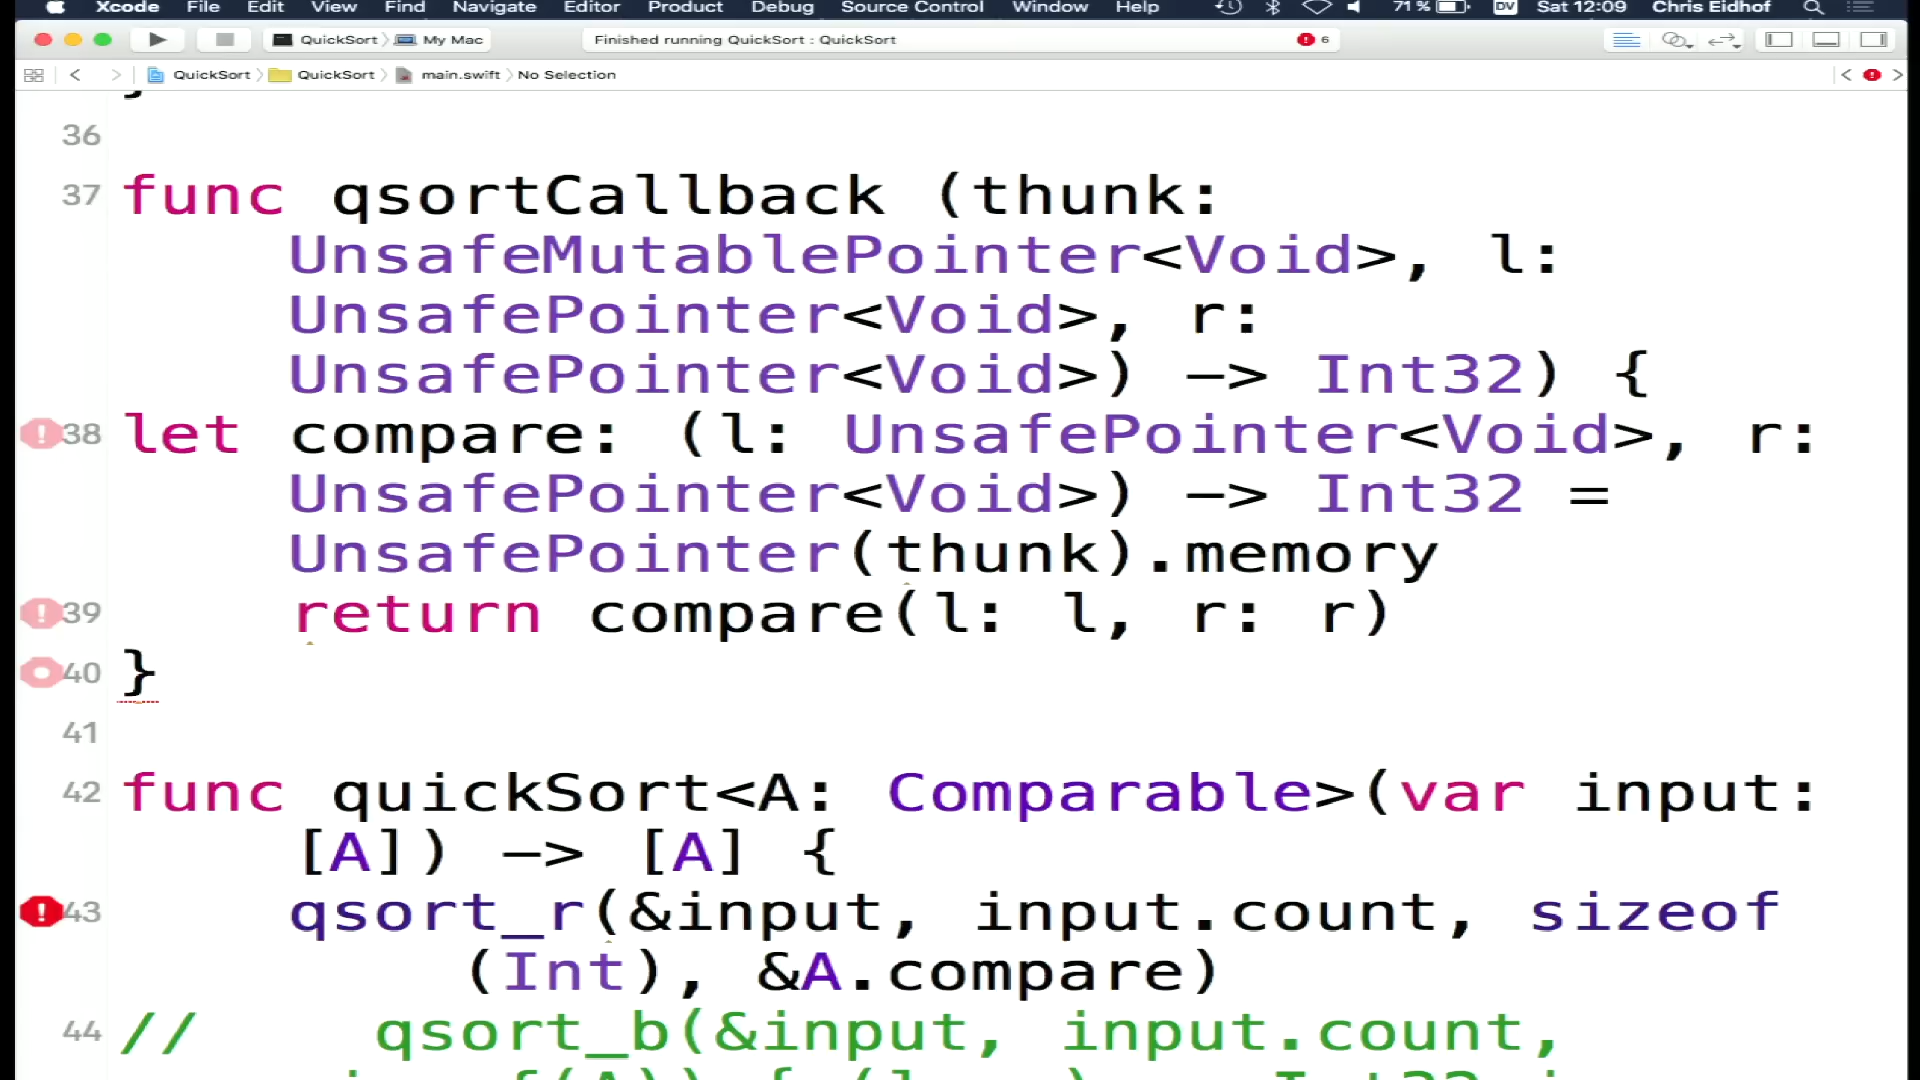 Xcode File Edit View Find Navigate Editor Product Debug Source Control Window Help 71 % DV Sat 12:09 Chris Eidhof
QuickSort My Mac Finished running QuickSort : QuickSort 6
QuickSort QuickSort main.swift No Selection
}
36
37 func qsortCallback (thunk:
UnsafeMutablePointer<Void>, l:
UnsafePointer<Void>, r:
UnsafePointer<Void>) -> Int32) {
38 let compare: (l: UnsafePointer<Void>, r:
UnsafePointer<Void>) -> Int32 =
UnsafePointer(thunk).memory
39 return compare(l: l, r: r)
40 }
41
42 func quickSort<A: Comparable>(var input:
[A]) -> [A] {
43 qsort_r(&input, input.count, sizeof
(Int), &A.compare)
44 // qsort_b(&input, input.count,